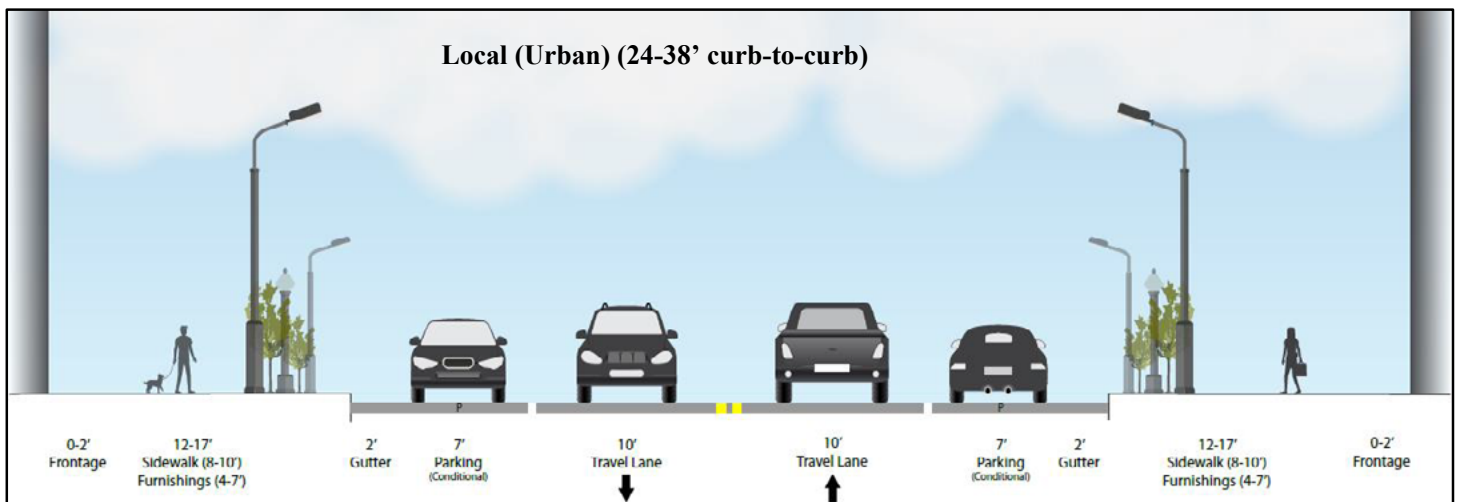 Local (Urban) (24-38’ curb-to-curb)
P
P
0-2'
Frontage
12-17'
Sidewalk (8-10')
Furnishings (4-7')
2'
Gutter
7'
Parking
(Conditional)
10'
Travel Lane
10'
Travel Lane
7'
Parking
(Conditional)
2'
Gutter
12-17'
Sidewalk (8-10')
Furnishings (4-7')
0-2'
Frontage